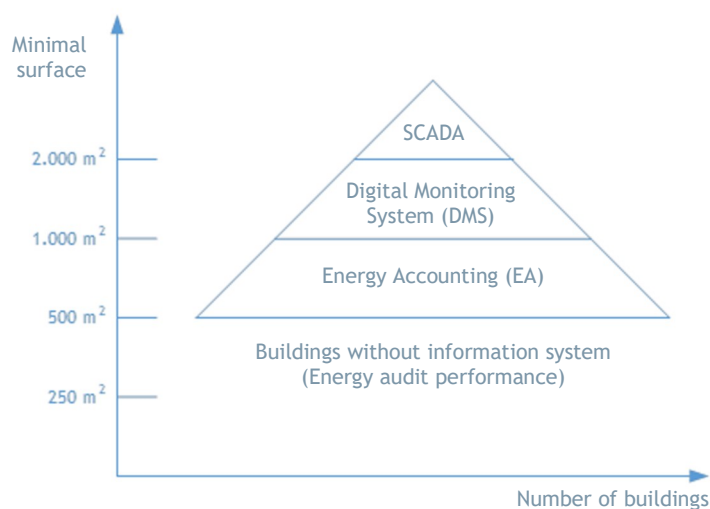 Minimal
surface
SCADA
2.000 m²
Digital Monitoring
System (DMS)
1.000 m²
Energy Accounting (EA)
500 m²
Buildings without information system
(Energy audit performance)
250 m²
Number of buildings